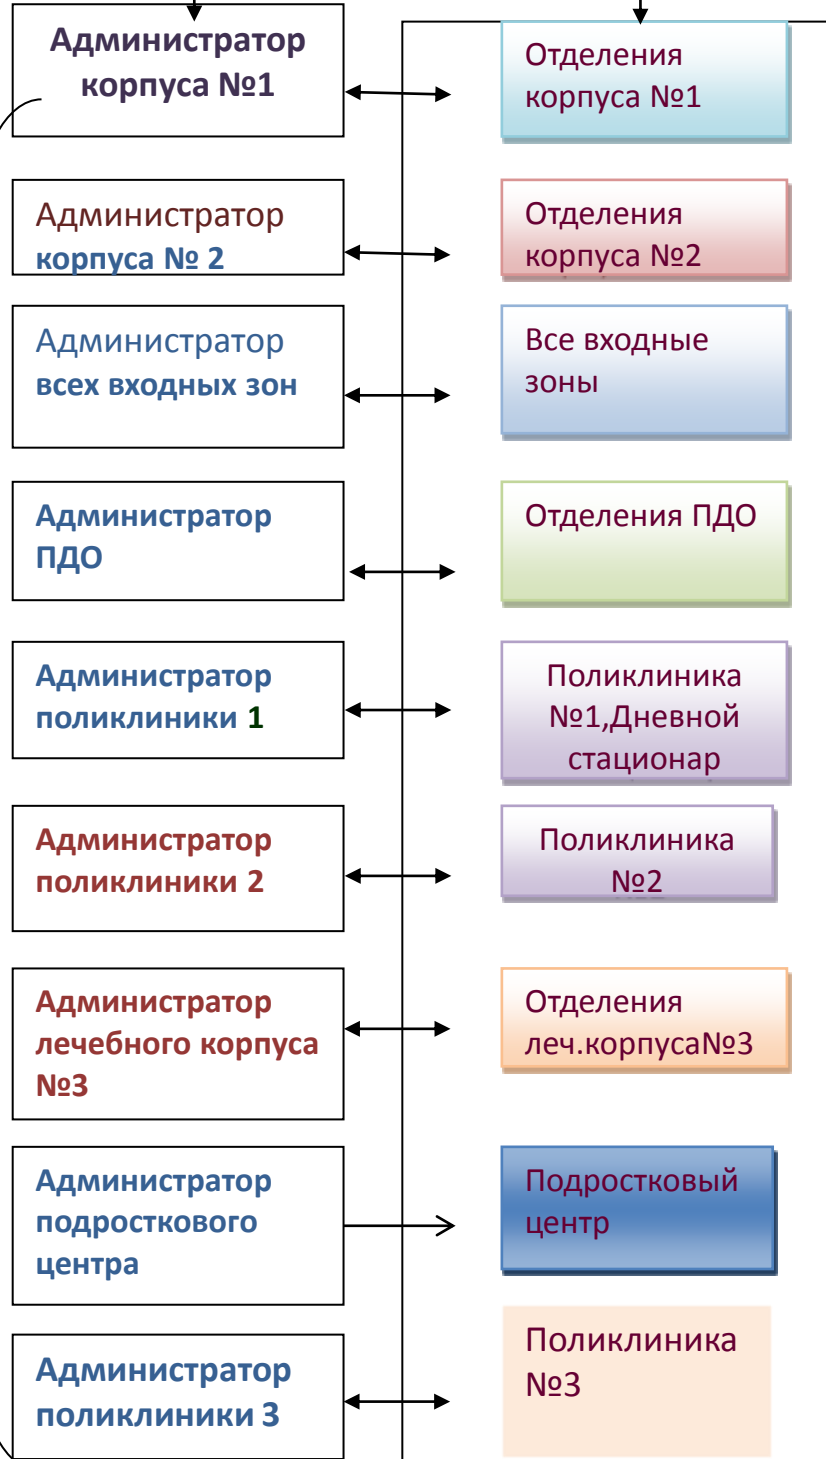 Администратор
корпуса №1
Отделения
корпуса №1
Администратор
корпуса № 2
Отделения
корпуса №2
Администратор
всех входных зон
Все входные
зоны
Администратор
ПДО
Отделения ПДО
Администратор
поликлиники 1
Поликлиника
№1,Дневной
стационар
Администратор
поликлиники 2
Поликлиника
№2
Администратор
лечебного корпуса
№3
Отделения
леч.корпуса№3
Администратор
подросткового
центра
Подростковый
центр
Администратор
поликлиники 3
Поликлиника
№3